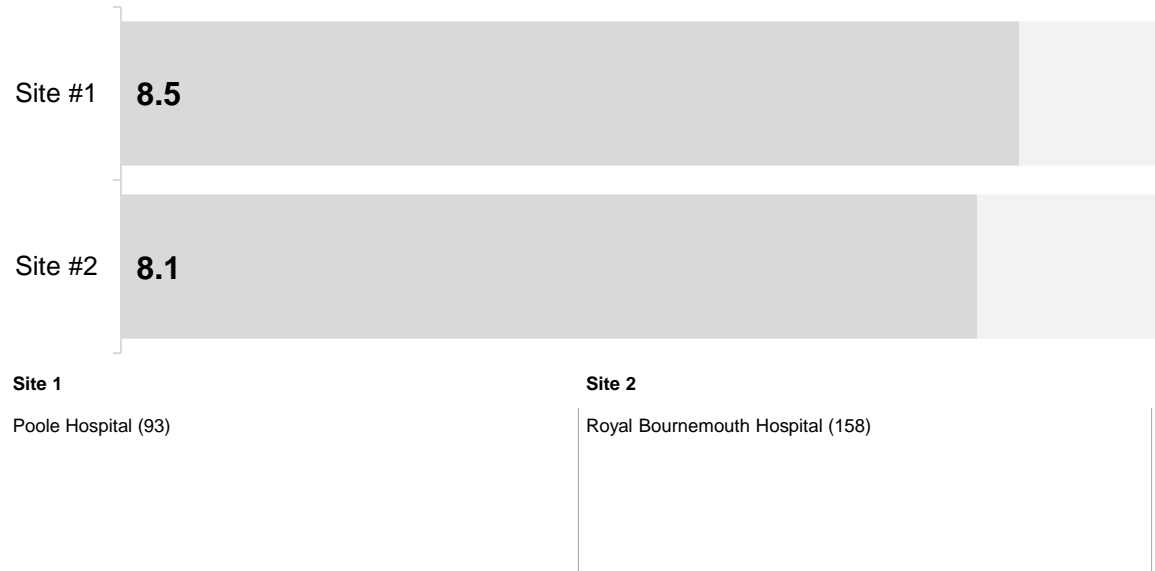 Site #1
8.5
Site #2
8.1
Site 1
Site 2
Poole Hospital (93)
Royal Bournemouth Hospital (158)